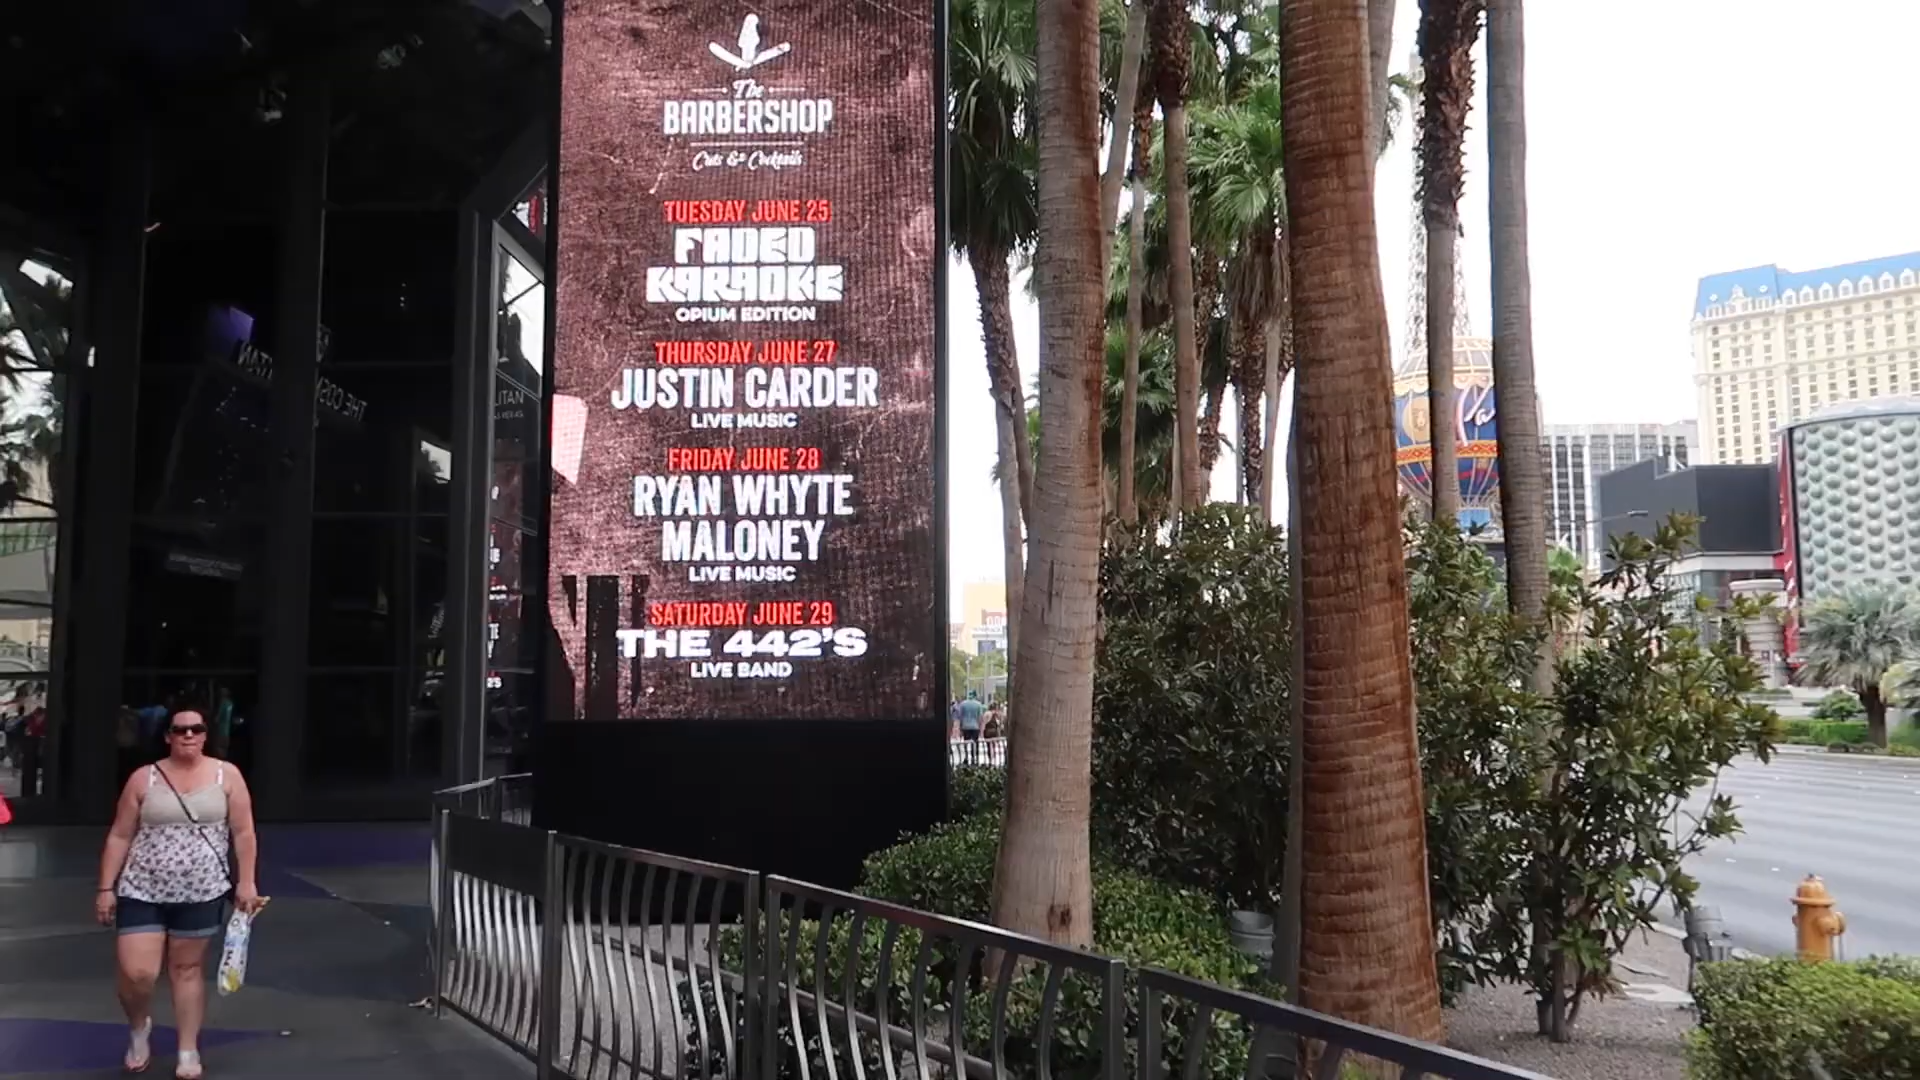 The
BARBERSHOP
Cuts & Cocktails
TUESDAY JUNE 25
FADED
KARAOKE
OPIUM EDITION
THURSDAY JUNE 27
JUSTIN CARDER
LIVE MUSIC
FRIDAY JUNE 28
RYAN WHYTE
MALONEY
LIVE MUSIC
SATURDAY JUNE 29
THE 442'S
LIVE BAND